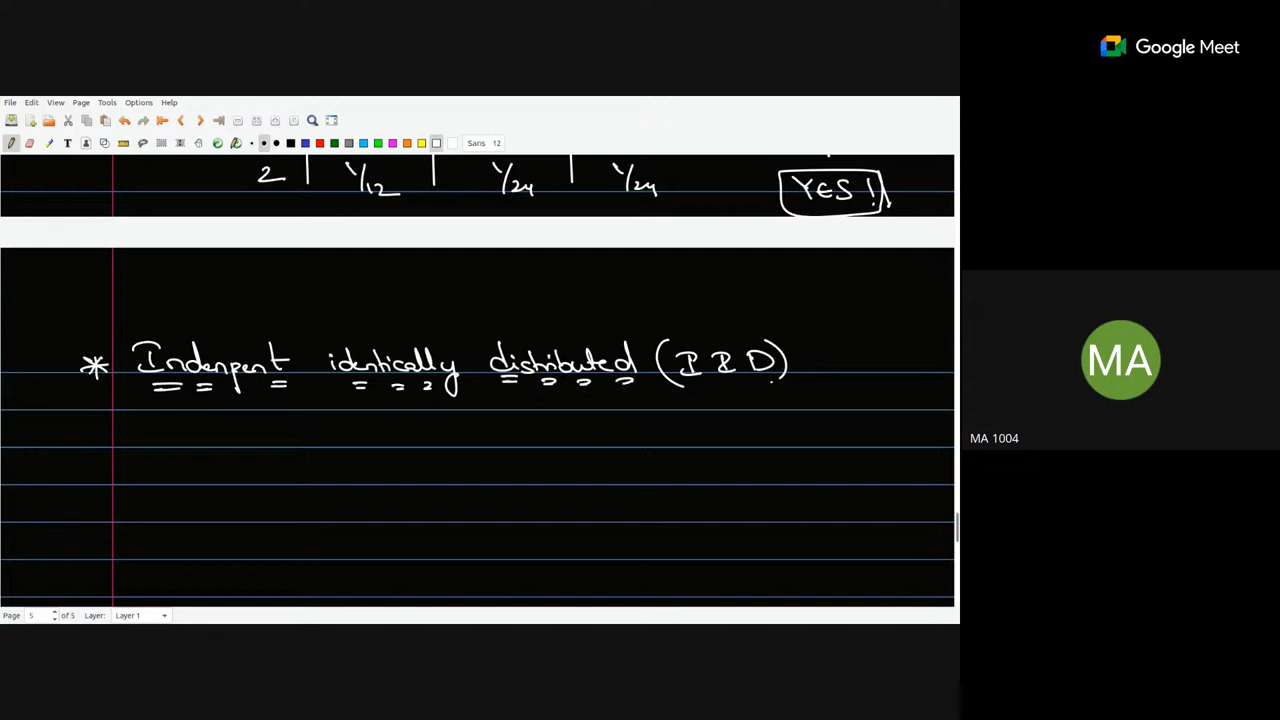 Google Meet
File Edit View Page Tools Options Help
Sans 12
2 1/12 1/24 1/24
YES!
* Indenpent identically distributed (IID)
MA
MA 1004
Page 5 of 5 Layer: Layer 1